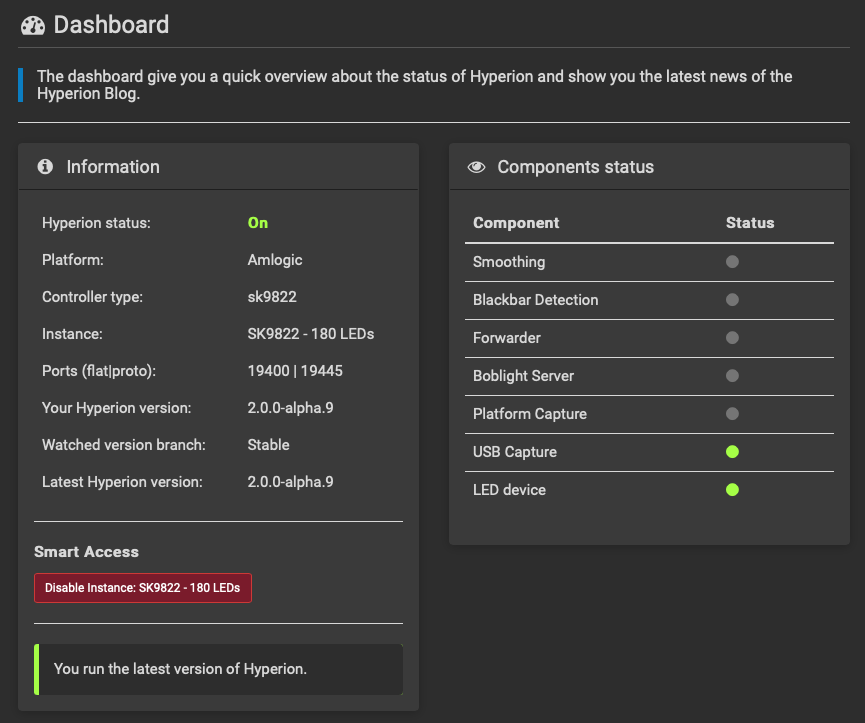 Dashboard
The dashboard give you a quick overview about the status of Hyperion and show you the latest news of the
Hyperion Blog.
Information
Hyperion status: On
Platform: Amlogic
Controller type: sk9822
Instance: SK9822 - 180 LEDs
Ports (flat|proto): 19400 | 19445
Your Hyperion version: 2.0.0-alpha.9
Watched version branch: Stable
Latest Hyperion version: 2.0.0-alpha.9
Smart Access
Disable Instance: SK9822 - 180 LEDs
You run the latest version of Hyperion.
Components status
Component Status
Smoothing
Blackbar Detection
Forwarder
Boblight Server
Platform Capture
USB Capture
LED device